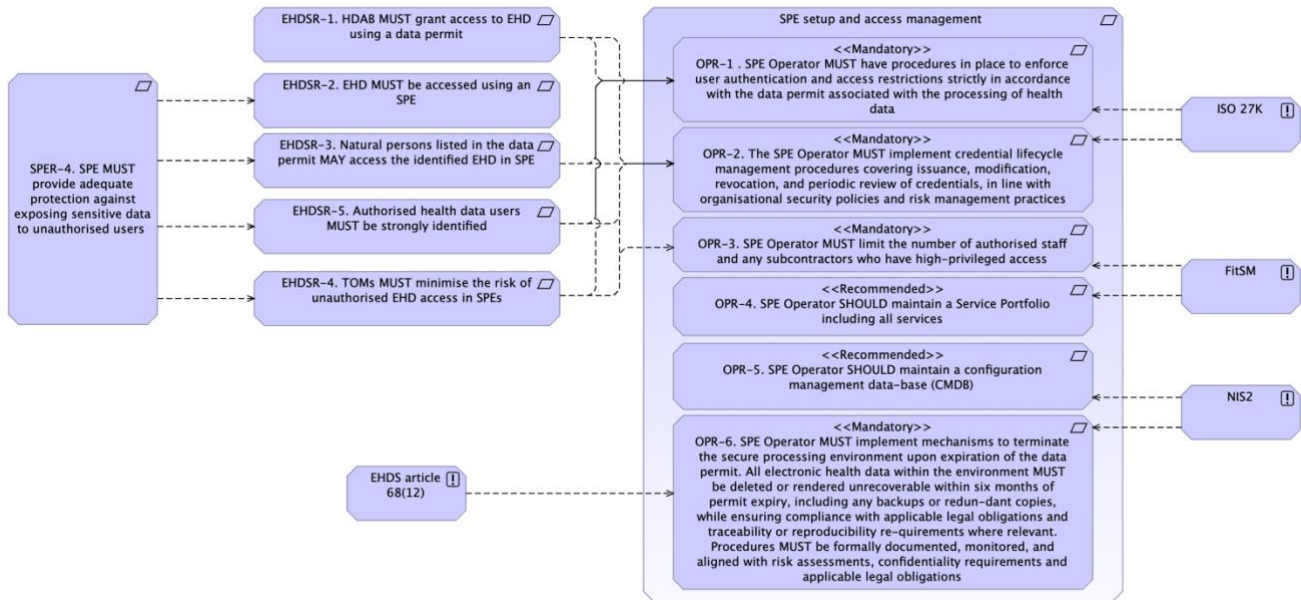 SPER-4. SPE MUST
provide adequate
protection against
exposing sensitive data
to unauthorised users
EHDSR-1. HDAB MUST grant access to EHD
using a data permit
EHDSR-2. EHD MUST be accessed using an
SPE
EHDSR-3. Natural persons listed in the data
permit MAY access the identified EHD in SPE
EHDSR-5. Authorised health data users
MUST be strongly identified
EHDSR-4. TOMs MUST minimise the risk of
unauthorised EHD access in SPEs
EHDS article
68(12)
SPE setup and access management
<<Mandatory>>
OPR-1 . SPE Operator MUST have procedures in place to enforce
user authentication and access restrictions strictly in accordance
with the data permit associated with the processing of health
data
<<Mandatory>>
OPR-2. The SPE Operator MUST implement credential lifecycle
management procedures covering issuance, modification,
revocation, and periodic review of credentials, in line with
organisational security policies and risk management practices
<<Mandatory>>
OPR-3. SPE Operator MUST limit the number of authorised staff
and any subcontractors who have high-privileged access
<<Recommended>>
OPR-4. SPE Operator SHOULD maintain a Service Portfolio
including all services
<<Recommended>>
OPR-5. SPE Operator SHOULD maintain a configuration
management data-base (CMDB)
<<Mandatory>>
OPR-6. SPE Operator MUST implement mechanisms to terminate
the secure processing environment upon expiration of the data
permit. All electronic health data within the environment MUST
be deleted or rendered unrecoverable within six months of
permit expiry, including any backups or redun-dant copies,
while ensuring compliance with applicable legal obligations and
traceability or reproducibility re-quirements where relevant.
Procedures MUST be formally documented, monitored, and
aligned with risk assessments, confidentiality requirements and
applicable legal obligations
ISO 27K
FitSM
NIS2